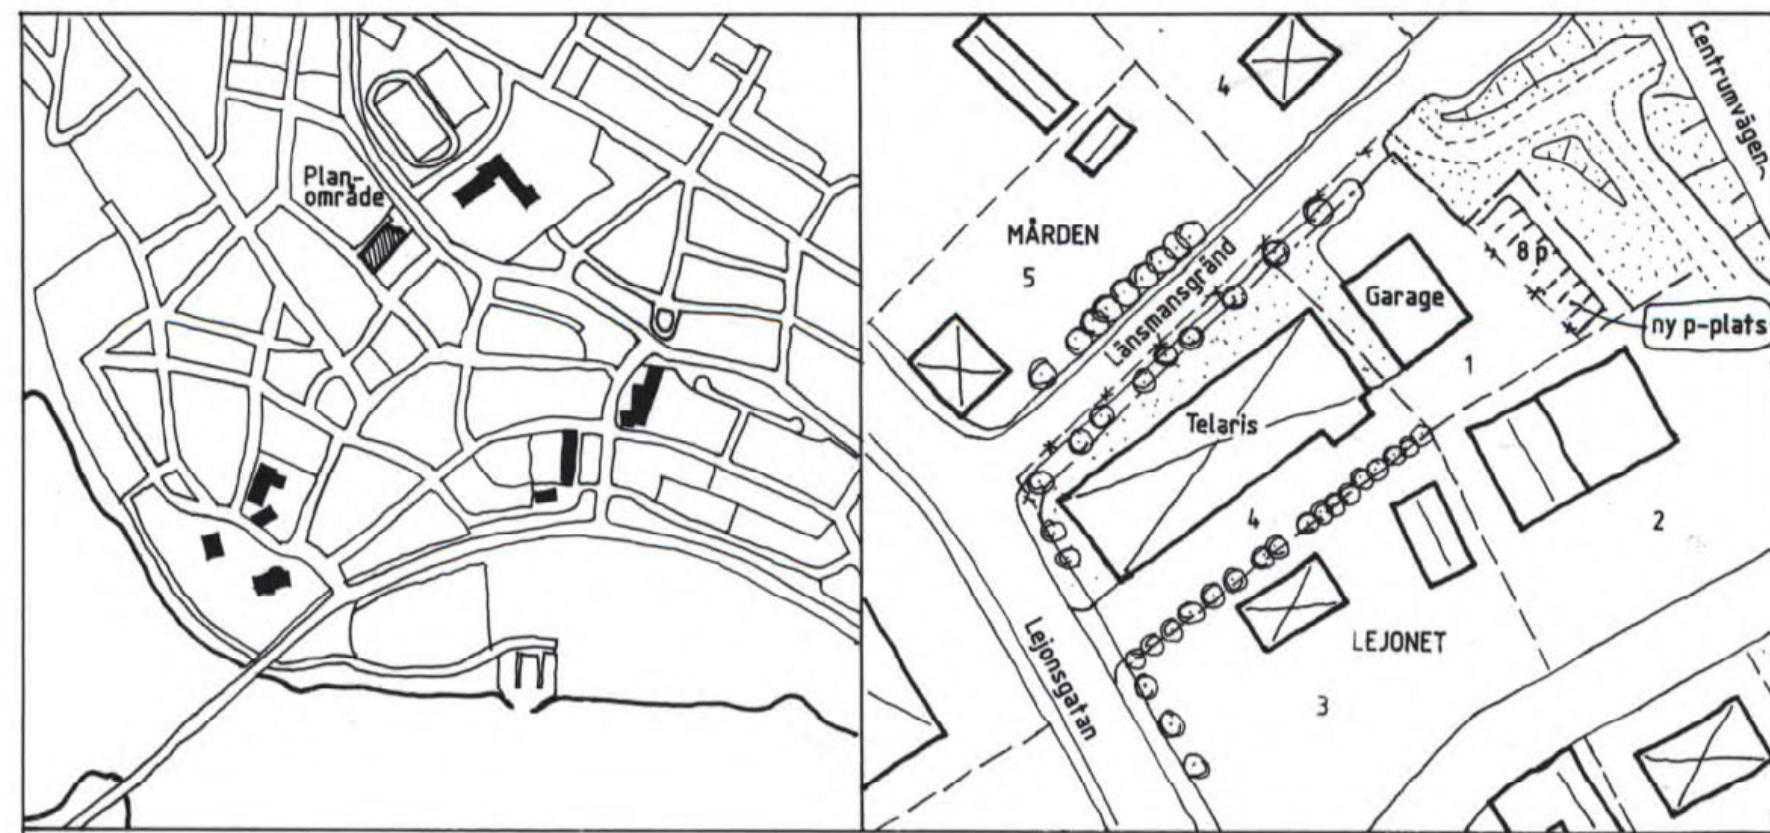 Plan-
område
4
Centrumvägen
MÅRDEN
5
Länsmansgränd
8 p
Garage
ny p-plats
1
Telaris
4
2
LEJONET
Lejonsgatan
3